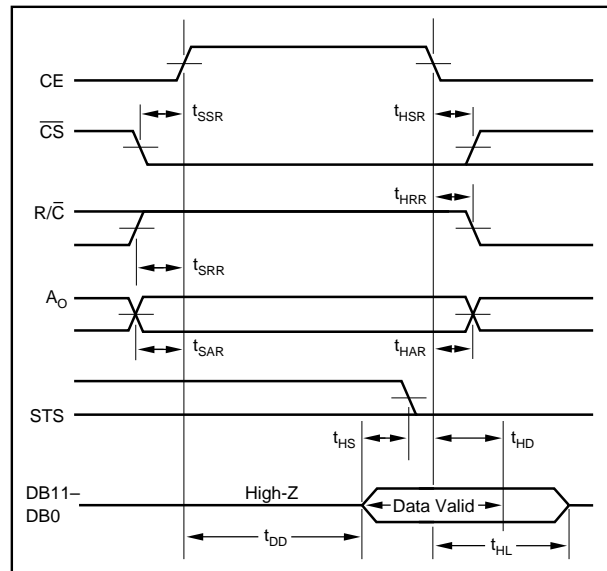 CE
tSSR
tHSR
CS
tHRR
R/C
tSRR
AO
tSAR
tHAR
STS
tHS
tHD
DB11–
DB0
High-Z
Data Valid
tDD
tHL